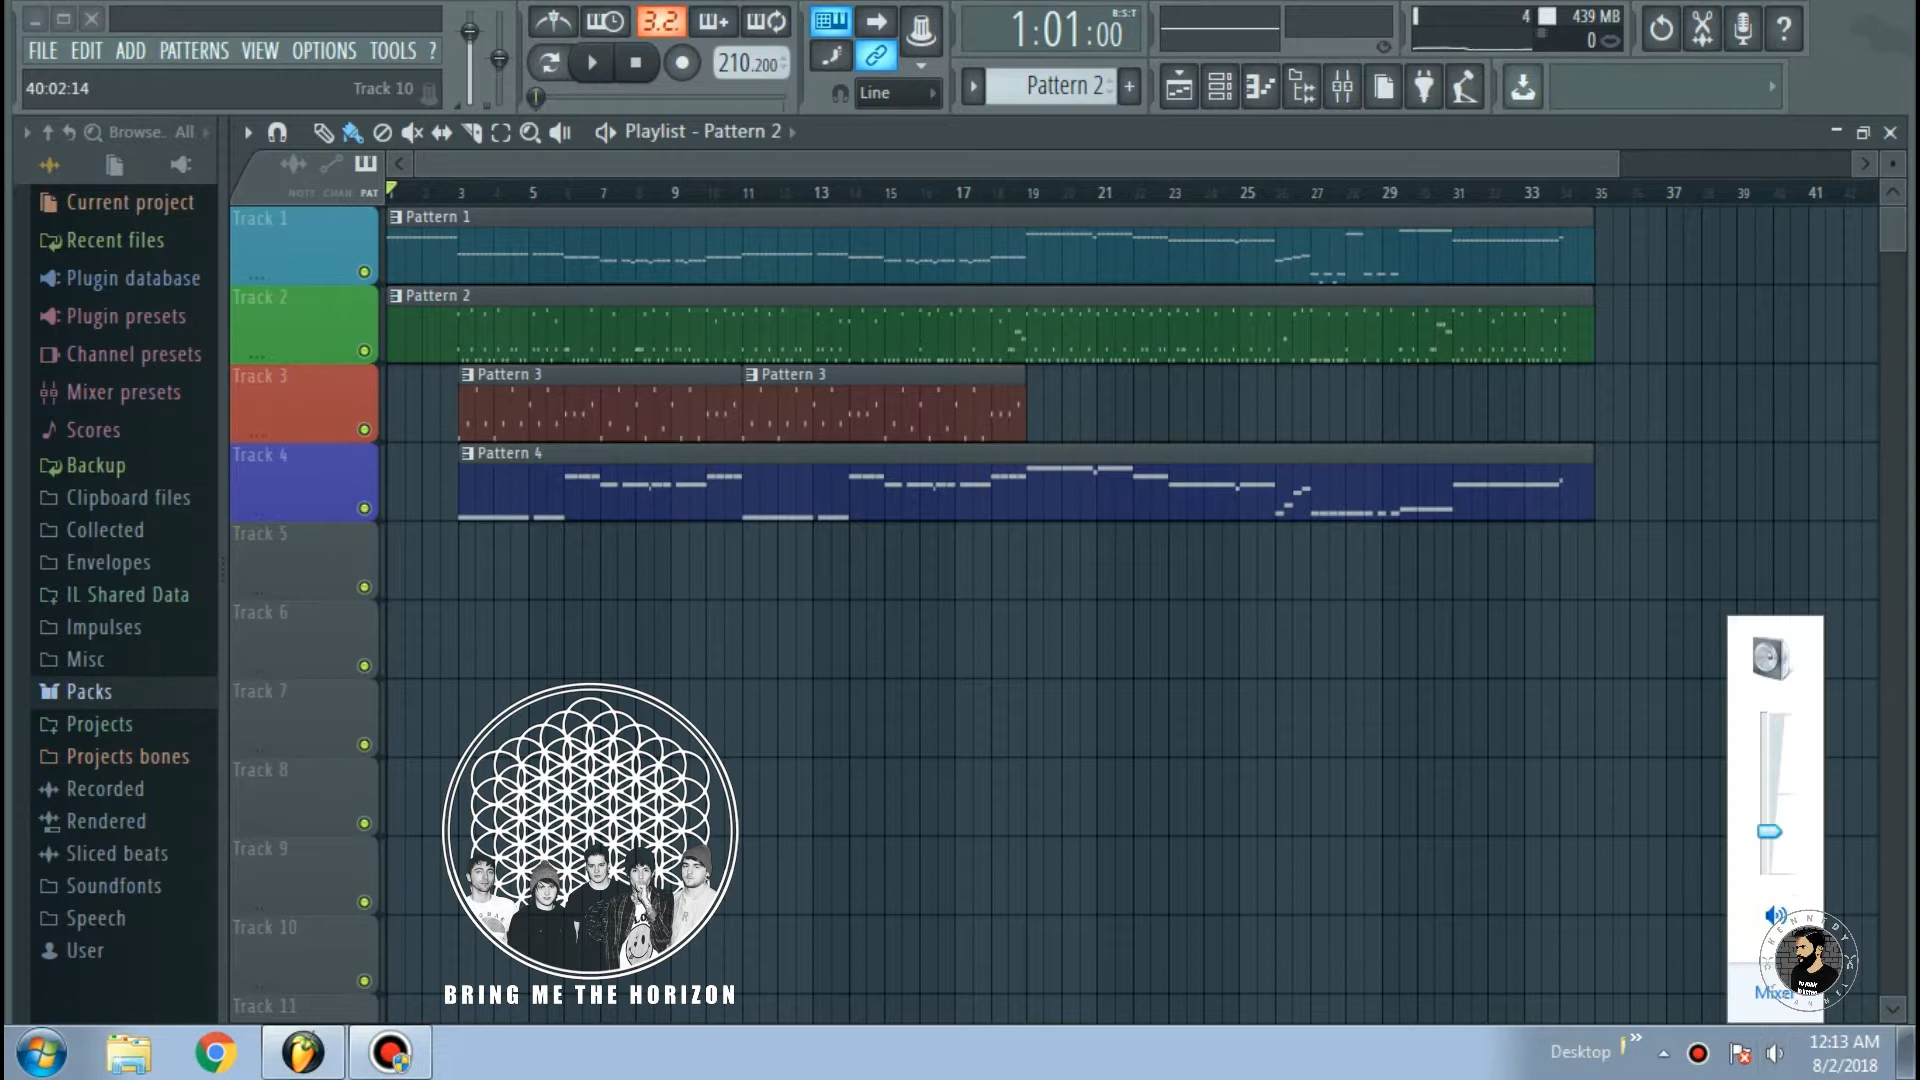 FILE EDIT ADD PATTERNS VIEW OPTIONS TOOLS ?
40:02:14 Track 10
3.2.
210.200
Line
1:01:00
B:S:T
Pattern 2
+
4 439 MB
0
Browse.. All
Playlist - Pattern 2
NOTE CHAN PAT
1 3 5 7 9 11 13 15 17 19 21 23 25 27 29 31 33 35 37 39 41
Current project
Recent files
Plugin database
Plugin presets
Channel presets
Mixer presets
Scores
Backup
Clipboard files
Collected
Envelopes
IL Shared Data
Impulses
Misc
Packs
Projects
Projects bones
Recorded
Rendered
Sliced beats
Soundfonts
Speech
User
Track 1
Pattern 1
Track 2
Pattern 2
Track 3
Pattern 3
Pattern 3
Track 4
Pattern 4
Track 5
Track 6
Track 7
Track 8
Track 9
Track 10
Track 11
BRING ME THE HORIZON
Mixer
KENNEDY
Desktop
12:13 AM
8/2/2018